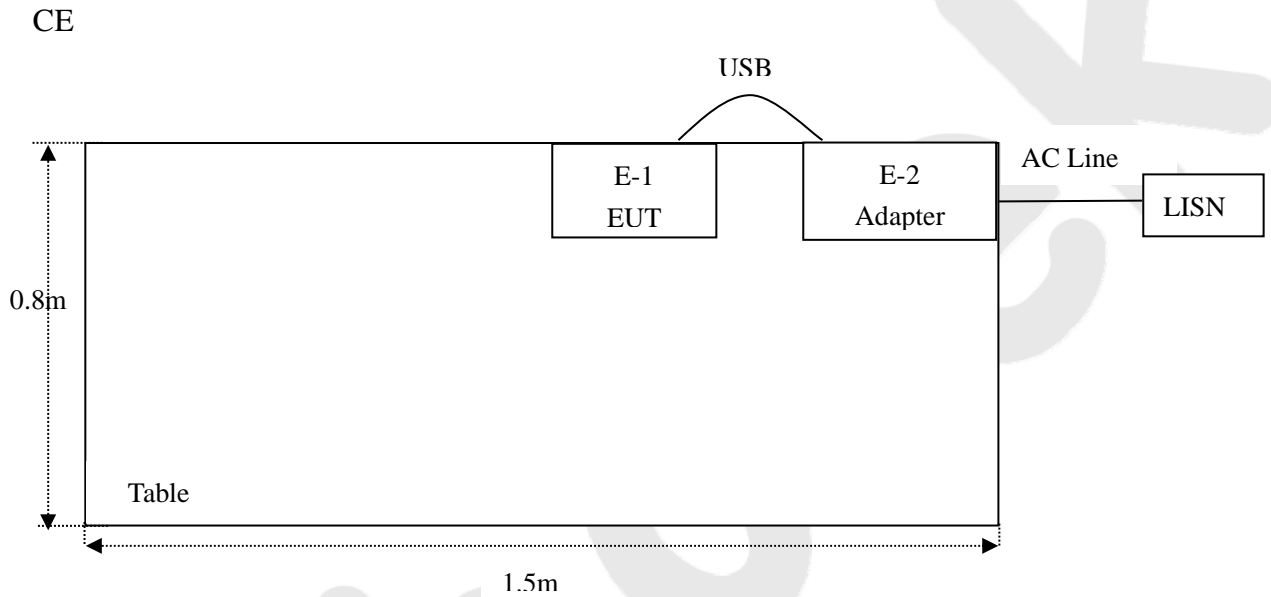 CE
USB
E-1
EUT
E-2
Adapter
AC Line
LISN
0.8m
Table
1.5m